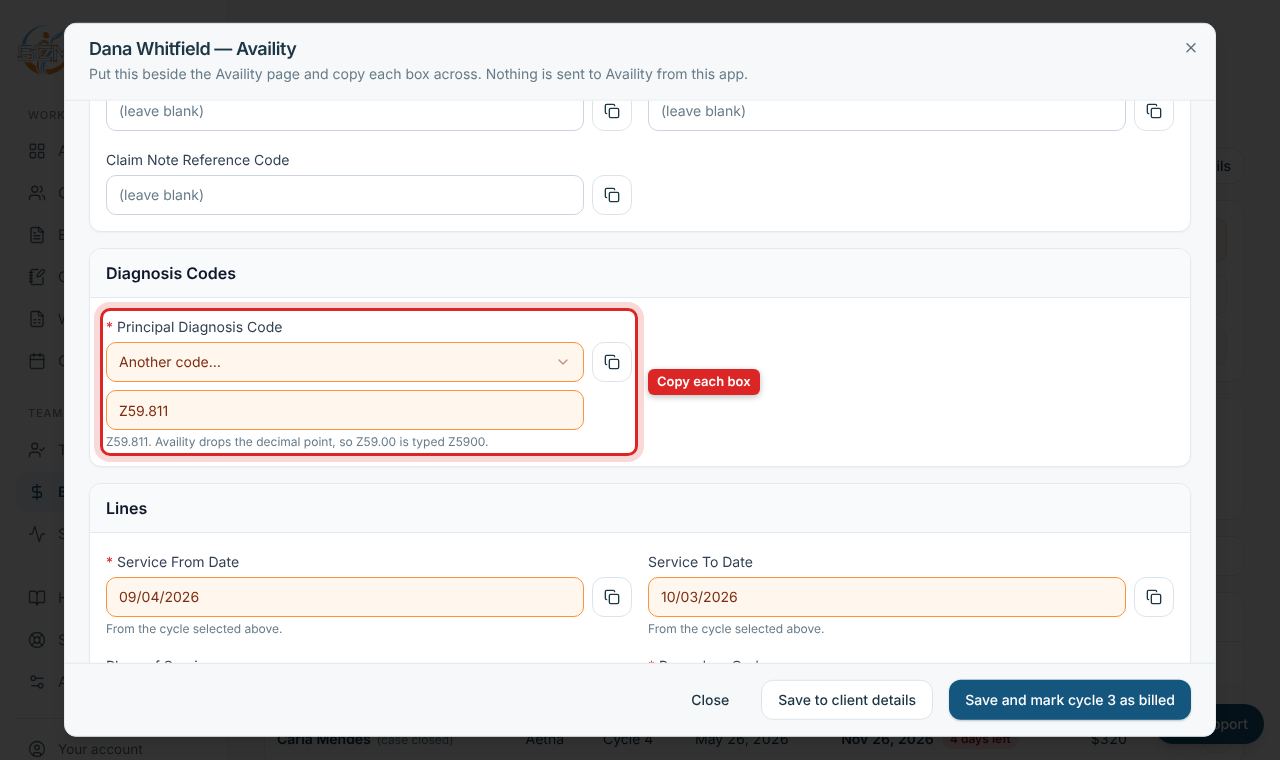 Dana Whitfield — Availity
Put this beside the Availity page and copy each box across. Nothing is sent to Availity from this app.
(leave blank)
(leave blank)
Claim Note Reference Code
(leave blank)
Diagnosis Codes
* Principal Diagnosis Code
Another code...
Copy each box
Z59.811
Z59.811. Availity drops the decimal point, so Z59.00 is typed Z5900.
Lines
* Service From Date
Service To Date
09/04/2026
10/03/2026
From the cycle selected above.
From the cycle selected above.
Close
Save to client details
Save and mark cycle 3 as billed
WORK
TEAM
Your account
Carla Mendes (case closed)
Aetna
Cycle 4
May 26, 2026
Nov 26, 2026
4 days left
$320